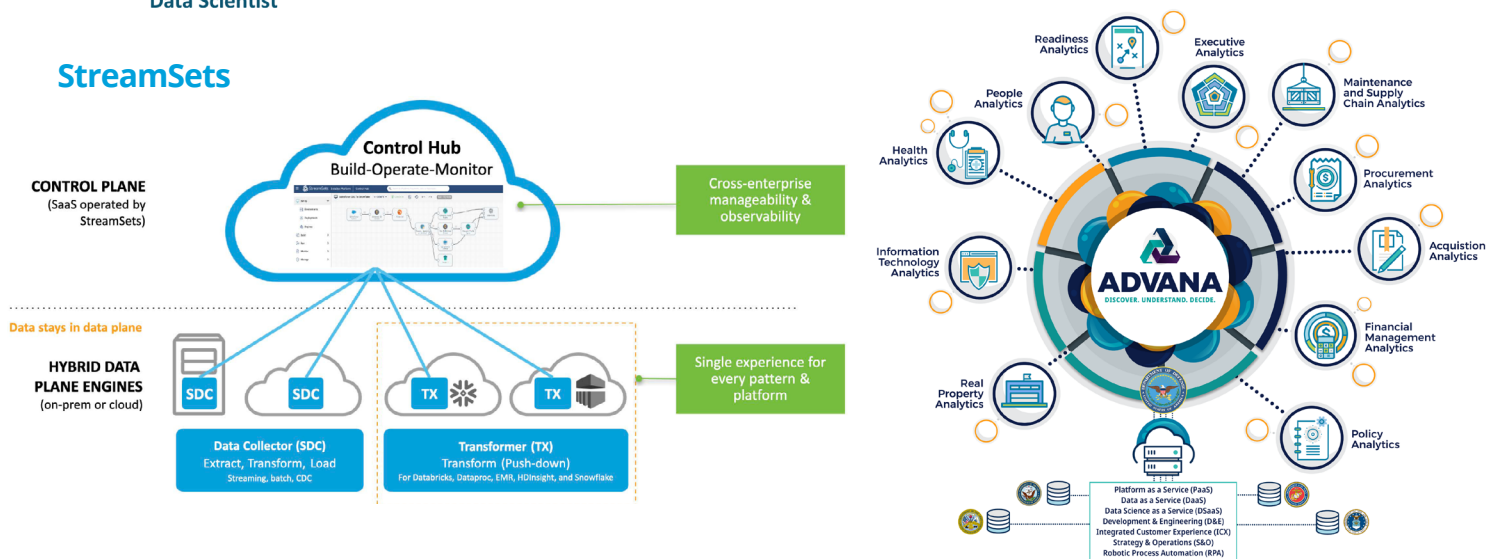 Data Scientist
StreamSets
Control Hub
Build-Operate-Monitor
CONTROL PLANE
(SaaS operated by
StreamSets)
Cross-enterprise
manageability &
observability
Data stays in data plane
HYBRID DATA
PLANE ENGINES
(on-prem or cloud)
SDC
SDC
TX
TX
Single experience for
every pattern &
platform
Data Collector (SDC)
Extract, Transform, Load
Streaming, batch, CDC
Transformer (TX)
Transform (Push-down)
For Databricks, Dataproc, EMR, HDInsight, and Snowflake
Readiness
Analytics
Executive
Analytics
People
Analytics
Maintenance
and Supply
Chain Analytics
Health
Analytics
Procurement
Analytics
Information
Technology
Analytics
Acquistion
Analytics
ADVANA
DISCOVER. UNDERSTAND. DECIDE.
Financial
Management
Analytics
Real
Property
Analytics
Policy
Analytics
Platform as a Service (PaaS)
Data as a Service (DaaS)
Data Science as a Service (DSaaS)
Development & Engineering (D&E)
Integrated Customer Experience (ICX)
Strategy & Operations (S&O)
Robotic Process Automation (RPA)